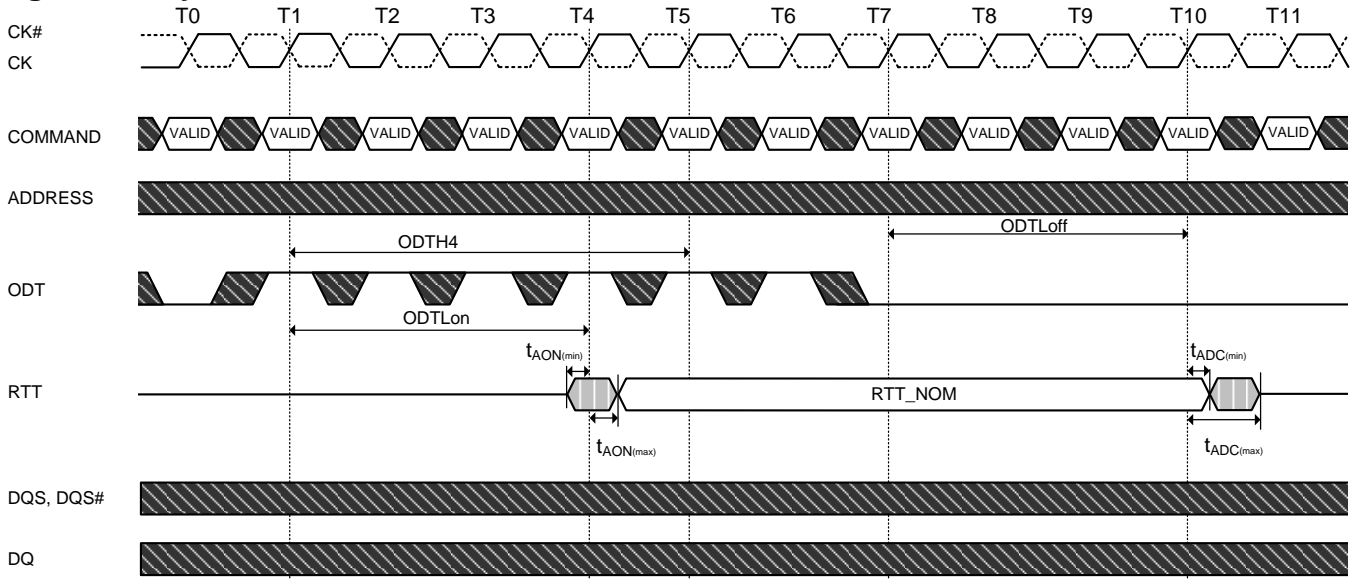 T0 T1 T2 T3 T4 T5 T6 T7 T8 T9 T10 T11
CK#
CK
COMMAND VALID VALID VALID VALID VALID VALID VALID VALID VALID VALID VALID VALID
ADDRESS
ODTLoff
ODTH4
ODT
ODTLon
tAON(min) tADC(min)
RTT RTT_NOM
tAON(max) tADC(max)
DQS, DQS#
DQ